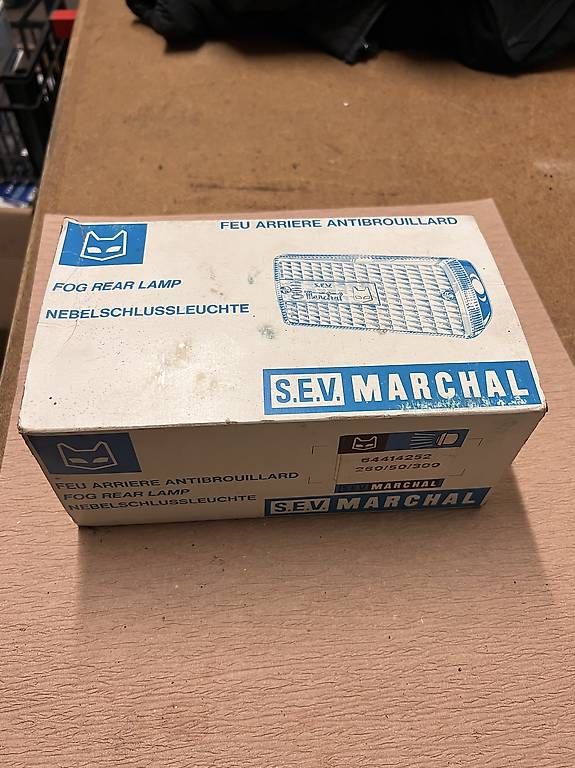 FEU ARRIERE ANTIBROUILLARD
FOG REAR LAMP
NEBELSCHLUSSLEUCHTE
S.E.V.
Marchal
S.E.V. MARCHAL
FEU ARRIERE ANTIBROUILLARD
FOG REAR LAMP
NEBELSCHLUSSLEUCHTE
64414252
250/50/300
S.E.V. MARCHAL
S.E.V. MARCHAL